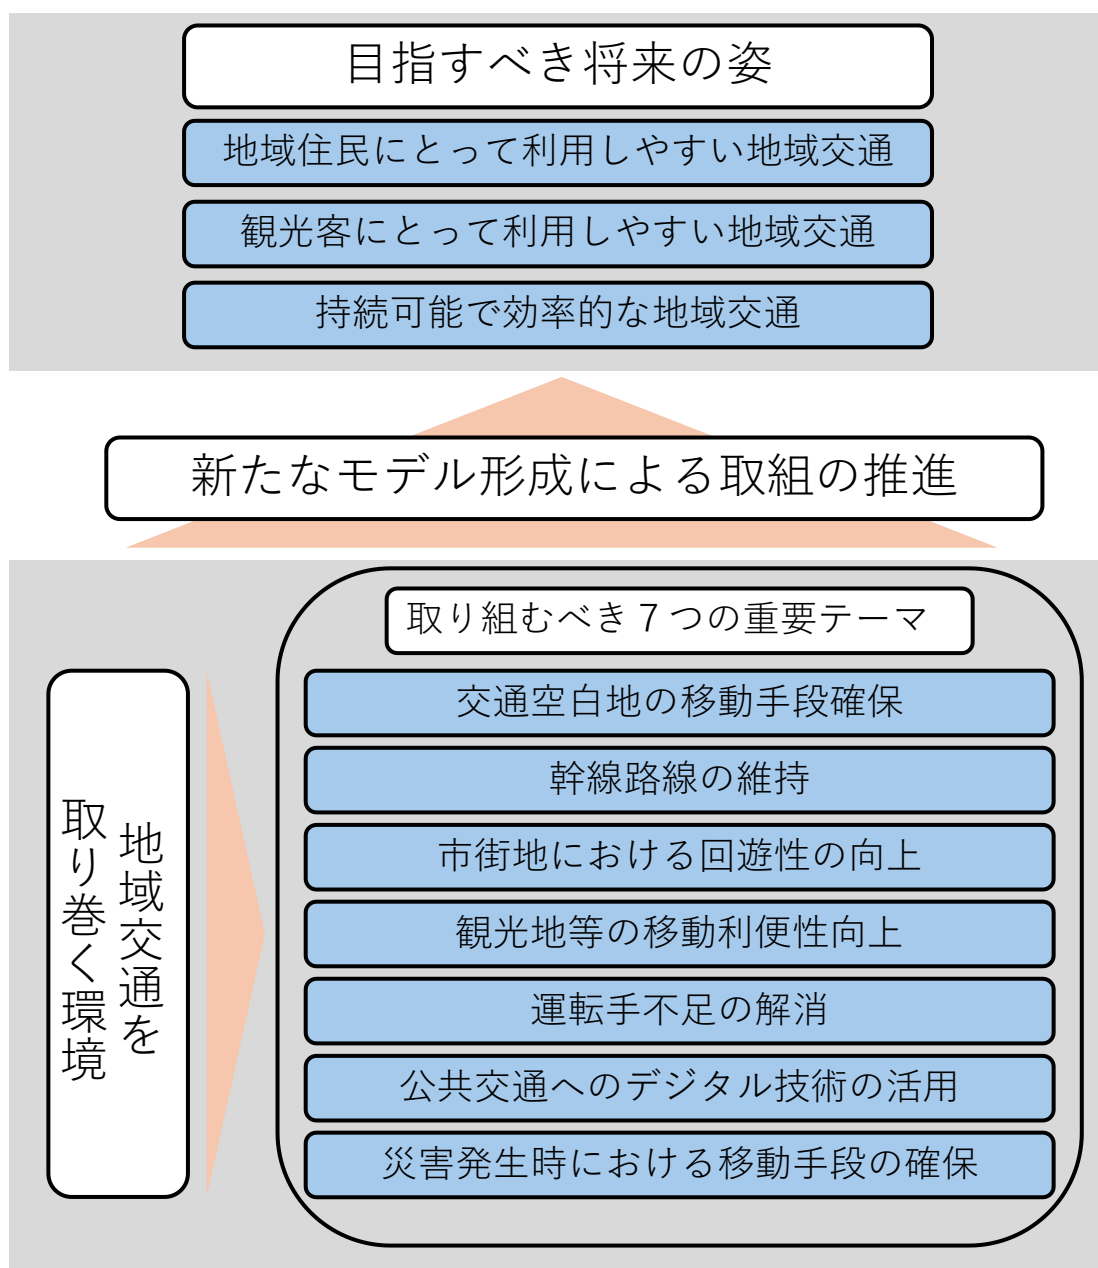 目指すべき将来の姿
地域住民にとって利用しやすい地域交通
観光客にとって利用しやすい地域交通
持続可能で効率的な地域交通
新たなモデル形成による取組の推進
地域交通を
取り巻く環境
取り組むべき７つの重要テーマ
交通空白地の移動手段確保
幹線路線の維持
市街地における回遊性の向上
観光地等の移動利便性向上
運転手不足の解消
公共交通へのデジタル技術の活用
災害発生時における移動手段の確保